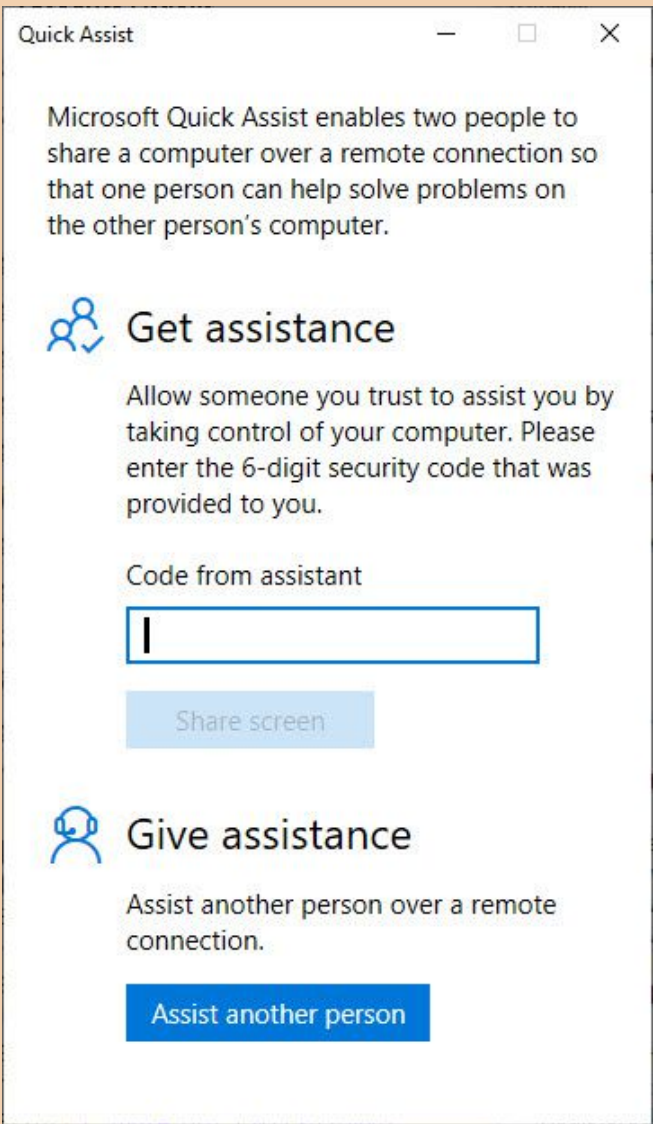 Quick Assist
Microsoft Quick Assist enables two people to
share a computer over a remote connection so
that one person can help solve problems on
the other person's computer.
Get assistance
Allow someone you trust to assist you by
taking control of your computer. Please
enter the 6-digit security code that was
provided to you.
Code from assistant
Share screen
Give assistance
Assist another person over a remote
connection.
Assist another person